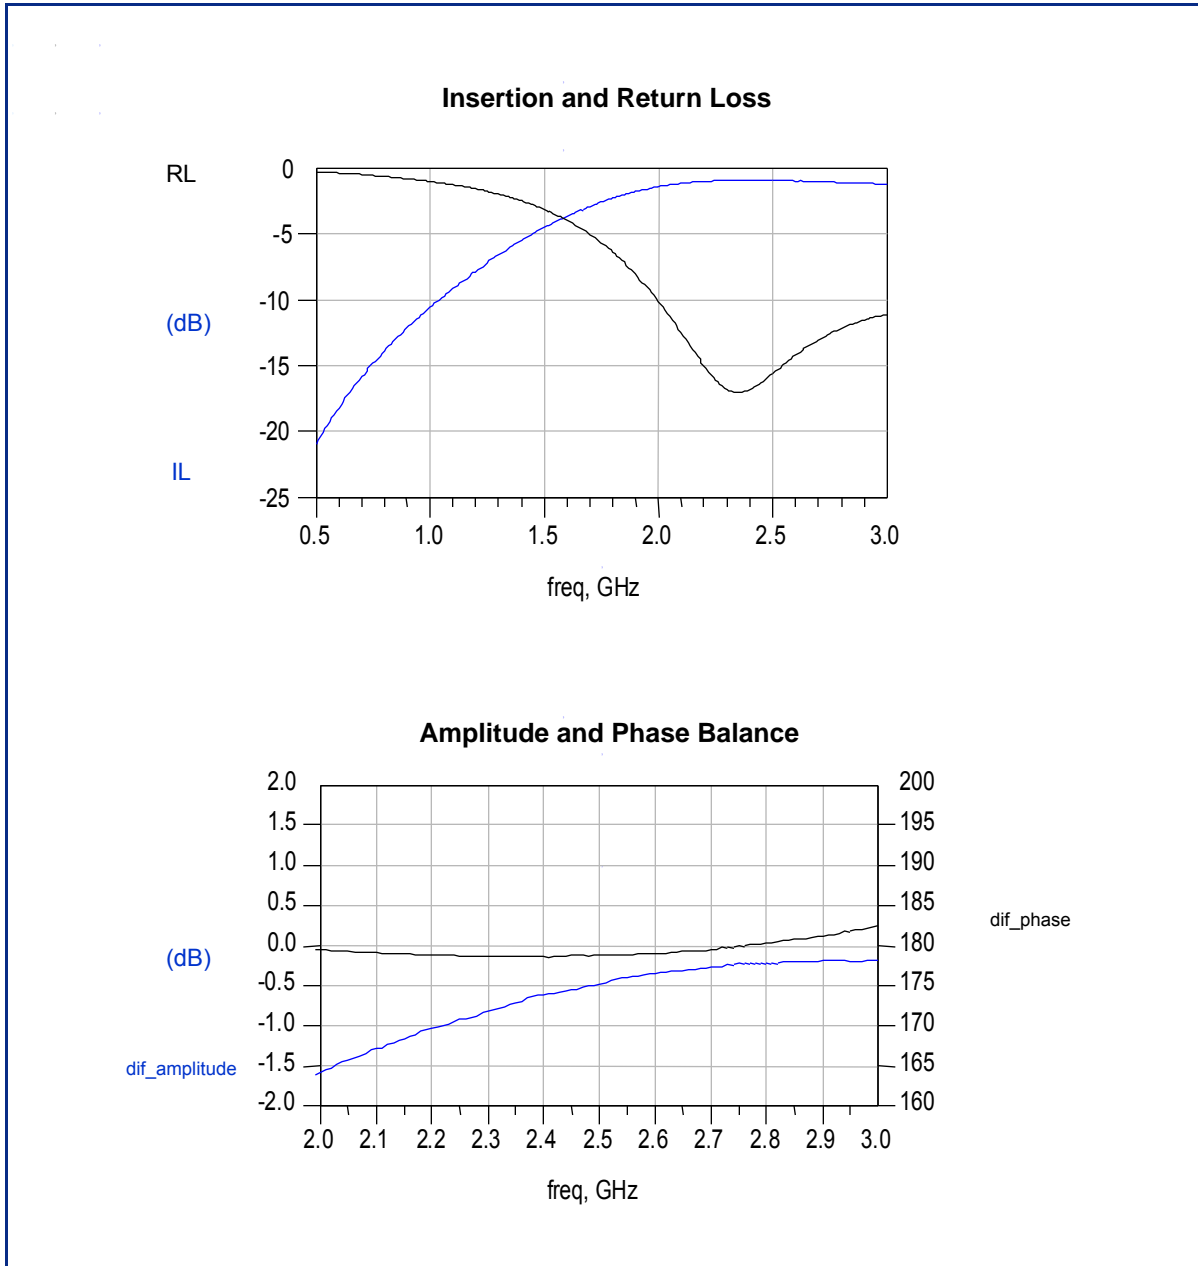 Insertion and Return Loss
RL
(dB)
IL
0
-5
-10
-15
-20
-25
0.5 1.0 1.5 2.0 2.5 3.0
freq, GHz
Amplitude and Phase Balance
(dB)
dif_amplitude
2.0
1.5
1.0
0.5
0.0
-0.5
-1.0
-1.5
-2.0
200
195
190
185
180
175
170
165
160
dif_phase
2.0 2.1 2.2 2.3 2.4 2.5 2.6 2.7 2.8 2.9 3.0
freq, GHz